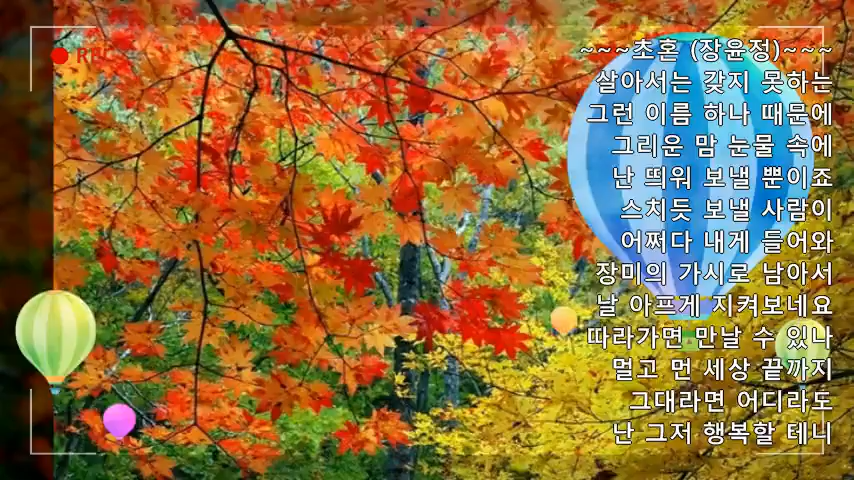 REC
~~~초혼 (장윤정)~~~
살아서는 갖지 못하는
그런 이름 하나 때문에
그리운 맘 눈물 속에
난 띄워 보낼 뿐이죠
스치듯 보낼 사람이
어쩌다 내게 들어와
장미의 가시로 남아서
날 아프게 지켜보네요
따라가면 만날 수 있나
멀고 먼 세상 끝까지
그대라면 어디라도
난 그저 행복할 테니